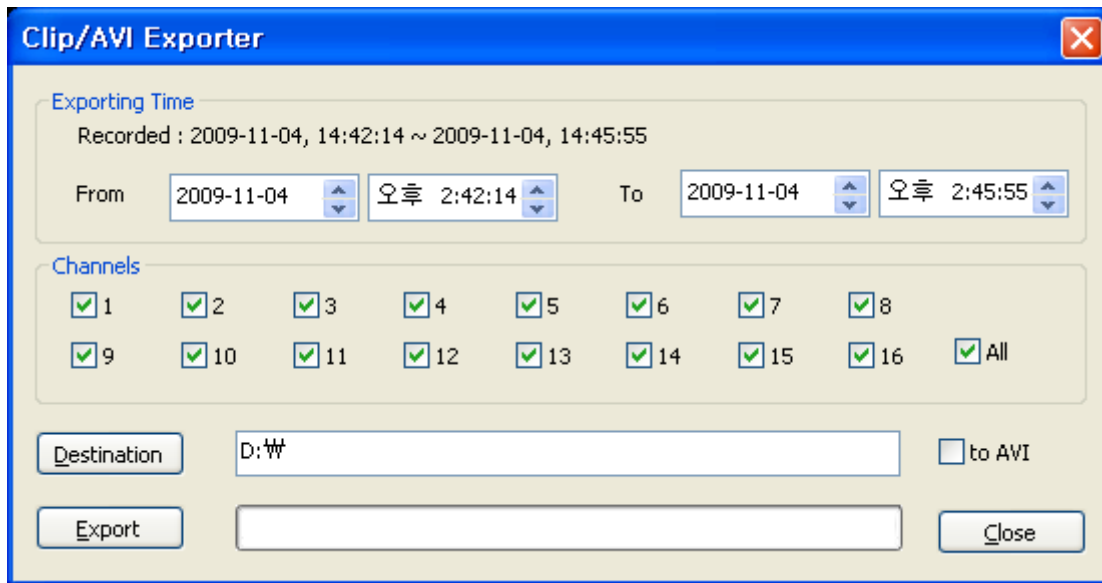 Clip/AVI Exporter
Exporting Time
Recorded : 2009-11-04, 14:42:14 ~ 2009-11-04, 14:45:55
From 2009-11-04 오후 2:42:14 To 2009-11-04 오후 2:45:55
Channels
1 2 3 4 5 6 7 8
9 10 11 12 13 14 15 16 All
Destination D:₩ to AVI
Export Close